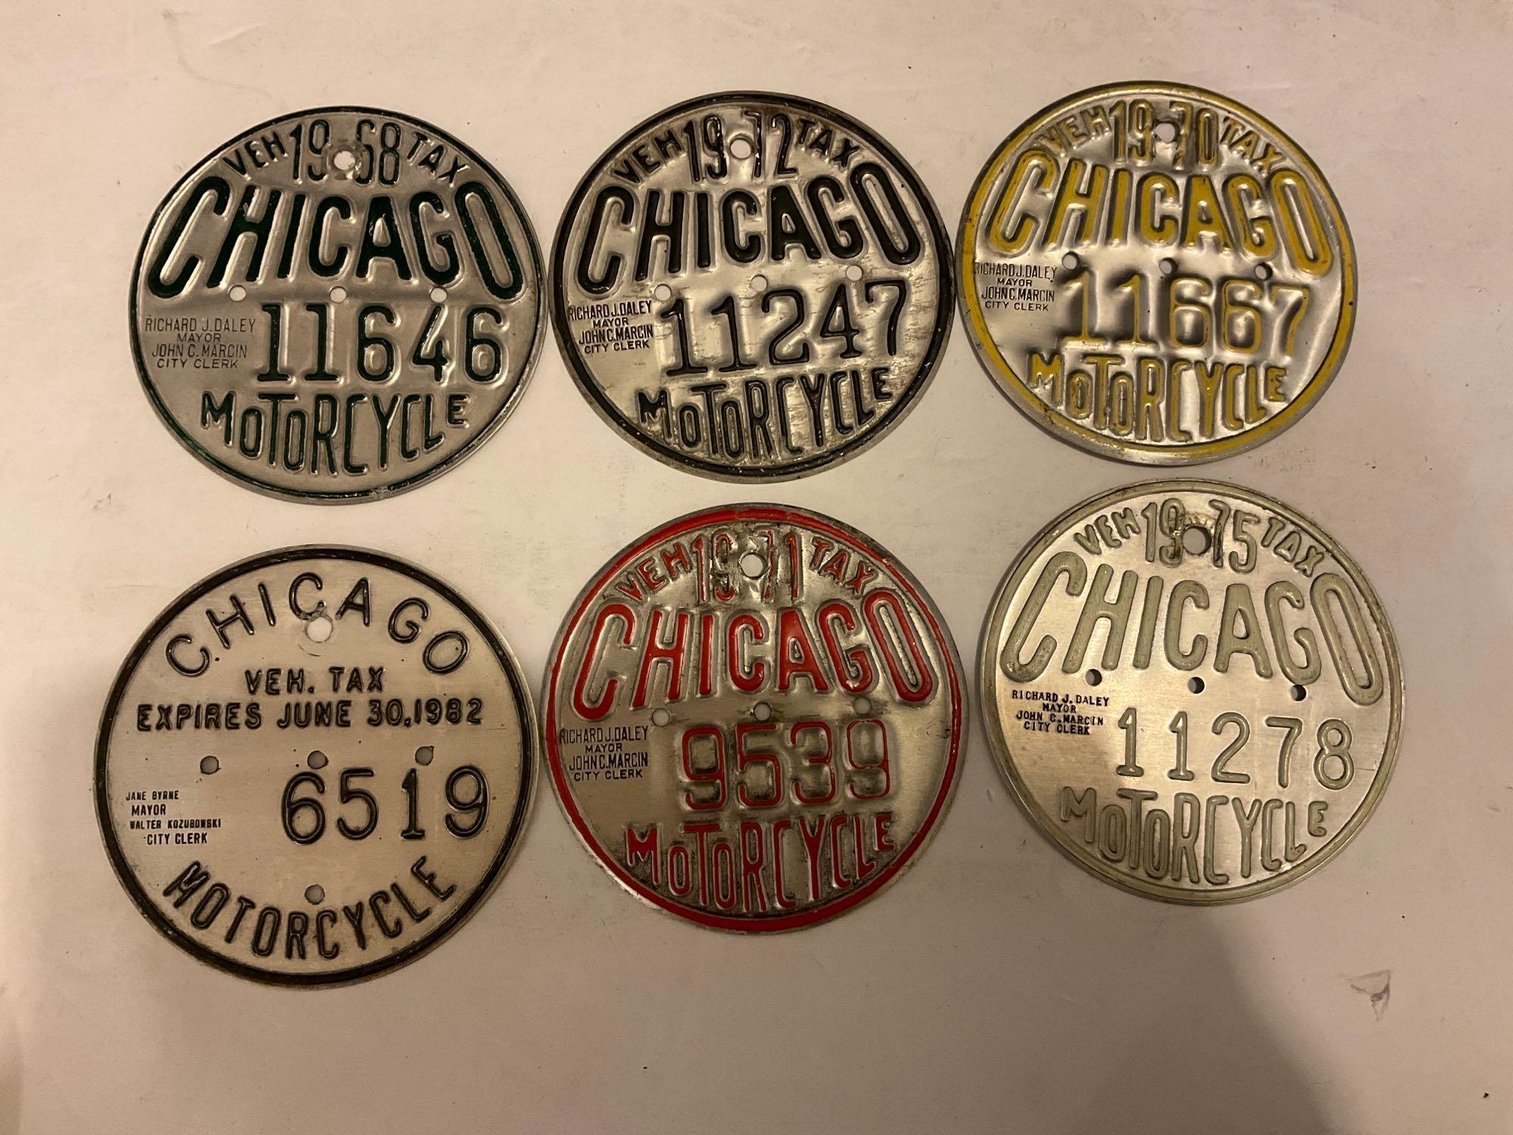 VEH 1968 TAX
CHICAGO
RICHARD J. DALEY
MAYOR
JOHN C. MARCIN
CITY CLERK
11646
MOTORCYCLE
VEH 1972 TAX
CHICAGO
RICHARD J. DALEY
MAYOR
JOHN C. MARCIN
CITY CLERK
11247
MOTORCYCLE
VEH 1970 TAX
CHICAGO
RICHARD J. DALEY
MAYOR
JOHN C. MARCIN
CITY CLERK
11667
MOTORCYCLE
CHICAGO
VEH. TAX
EXPIRES JUNE 30, 1982
6519
JANE BYRNE
MAYOR
WALTER KOZUBOWSKI
CITY CLERK
MOTORCYCLE
VEH 1971 TAX
CHICAGO
RICHARD J. DALEY
MAYOR
JOHN C. MARCIN
CITY CLERK
9539
MOTORCYCLE
VEH 1975 TAX
CHICAGO
RICHARD J. DALEY
MAYOR
JOHN C. MARCIN
CITY CLERK
11278
MOTORCYCLE